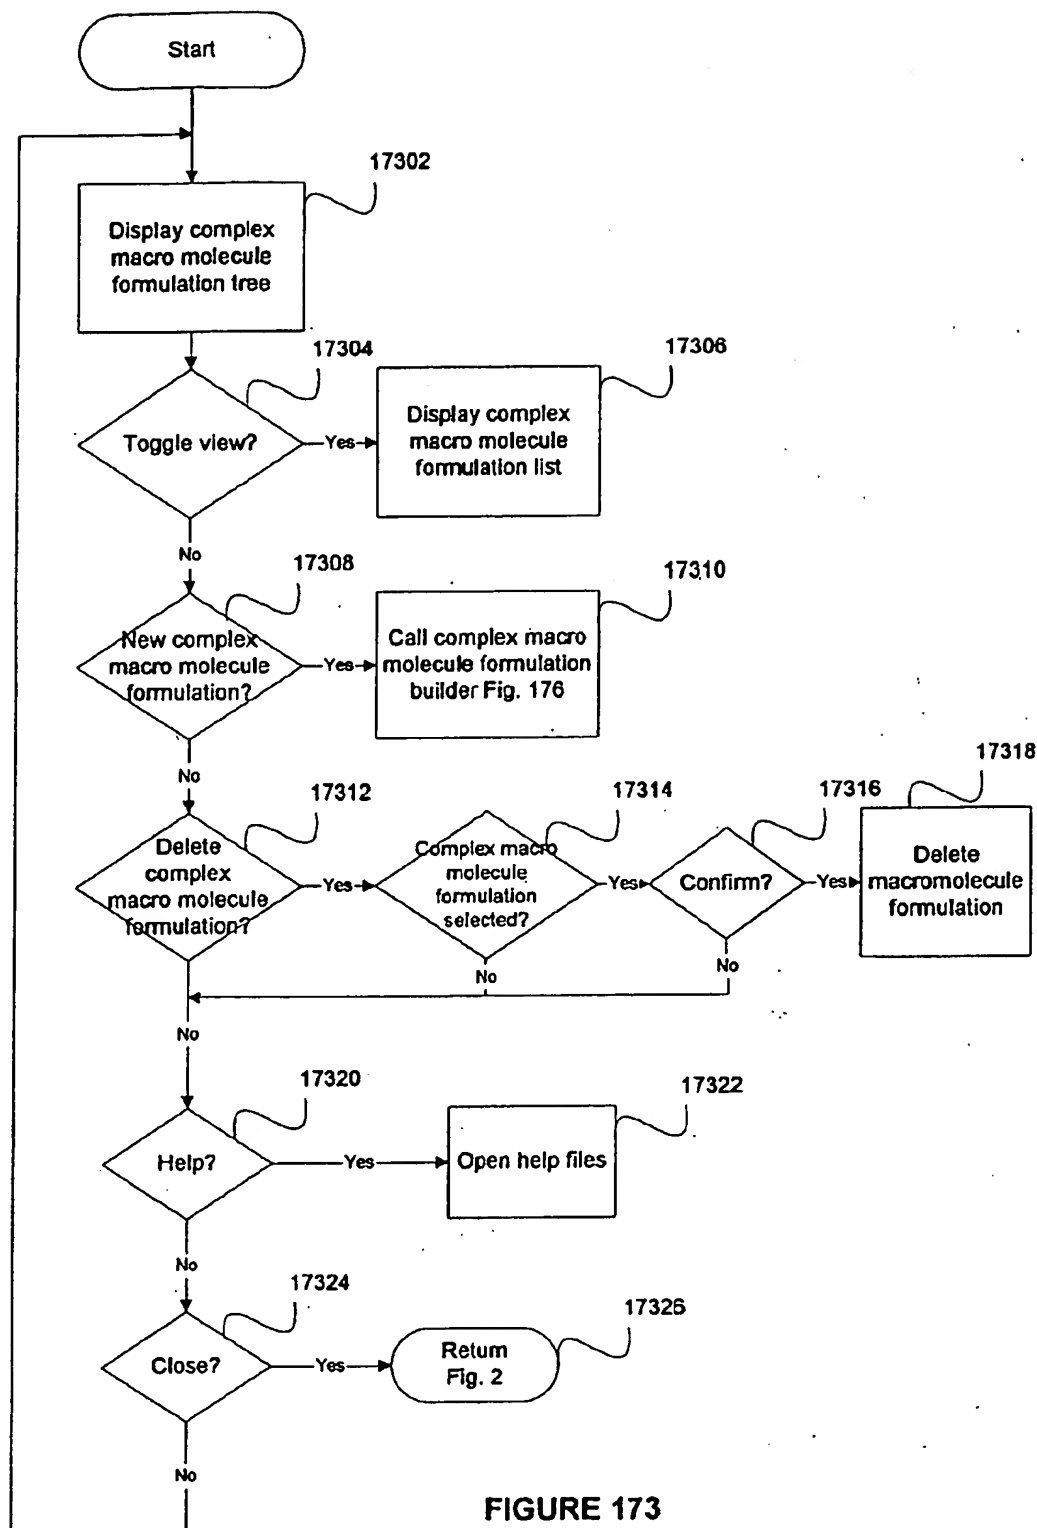 Start
17302
Display complex
macro molecule
formulation tree
17304
Toggle view?
Yes
17306
Display complex
macro molecule
formulation list
No
17308
New complex
macro molecule
formulation?
Yes
17310
Call complex macro
molecule formulation
builder Fig. 176
No
17312
Delete
complex
macro molecule
formulation?
Yes
17314
Complex macro
molecule
formulation
selected?
Yes
17316
Confirm?
Yes
17318
Delete
macromolecule
formulation
No
No
No
17320
Help?
Yes
17322
Open help files
No
17324
Close?
Yes
17326
Return
Fig. 2
No
FIGURE 173